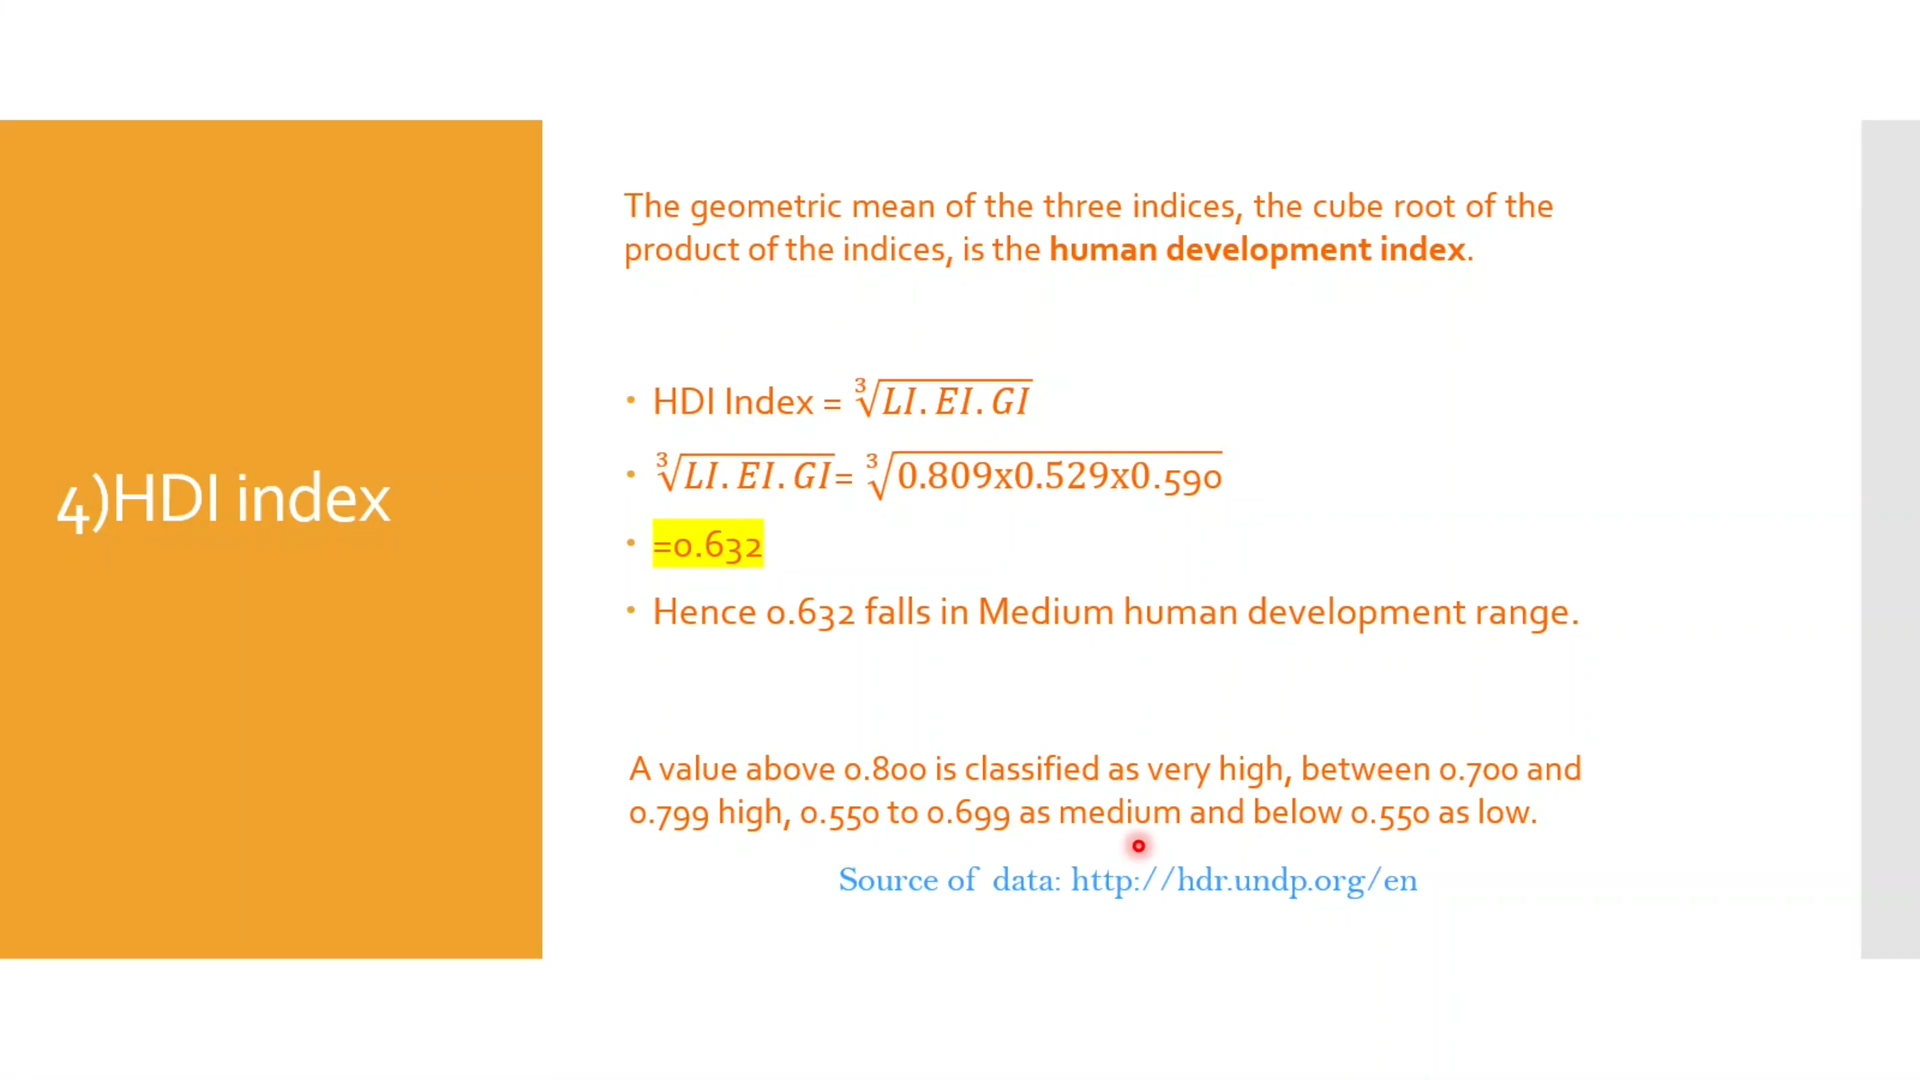 4)HDI index
The geometric mean of the three indices, the cube root of the
product of the indices, is the human development index.
• HDI Index = ∛LI.EI.GI
• ∛LI.EI.GI= ∛0.809x0.529x0.590
• =0.632
• Hence 0.632 falls in Medium human development range.
A value above 0.800 is classified as very high, between 0.700 and
0.799 high, 0.550 to 0.699 as medium and below 0.550 as low.
Source of data: http://hdr.undp.org/en